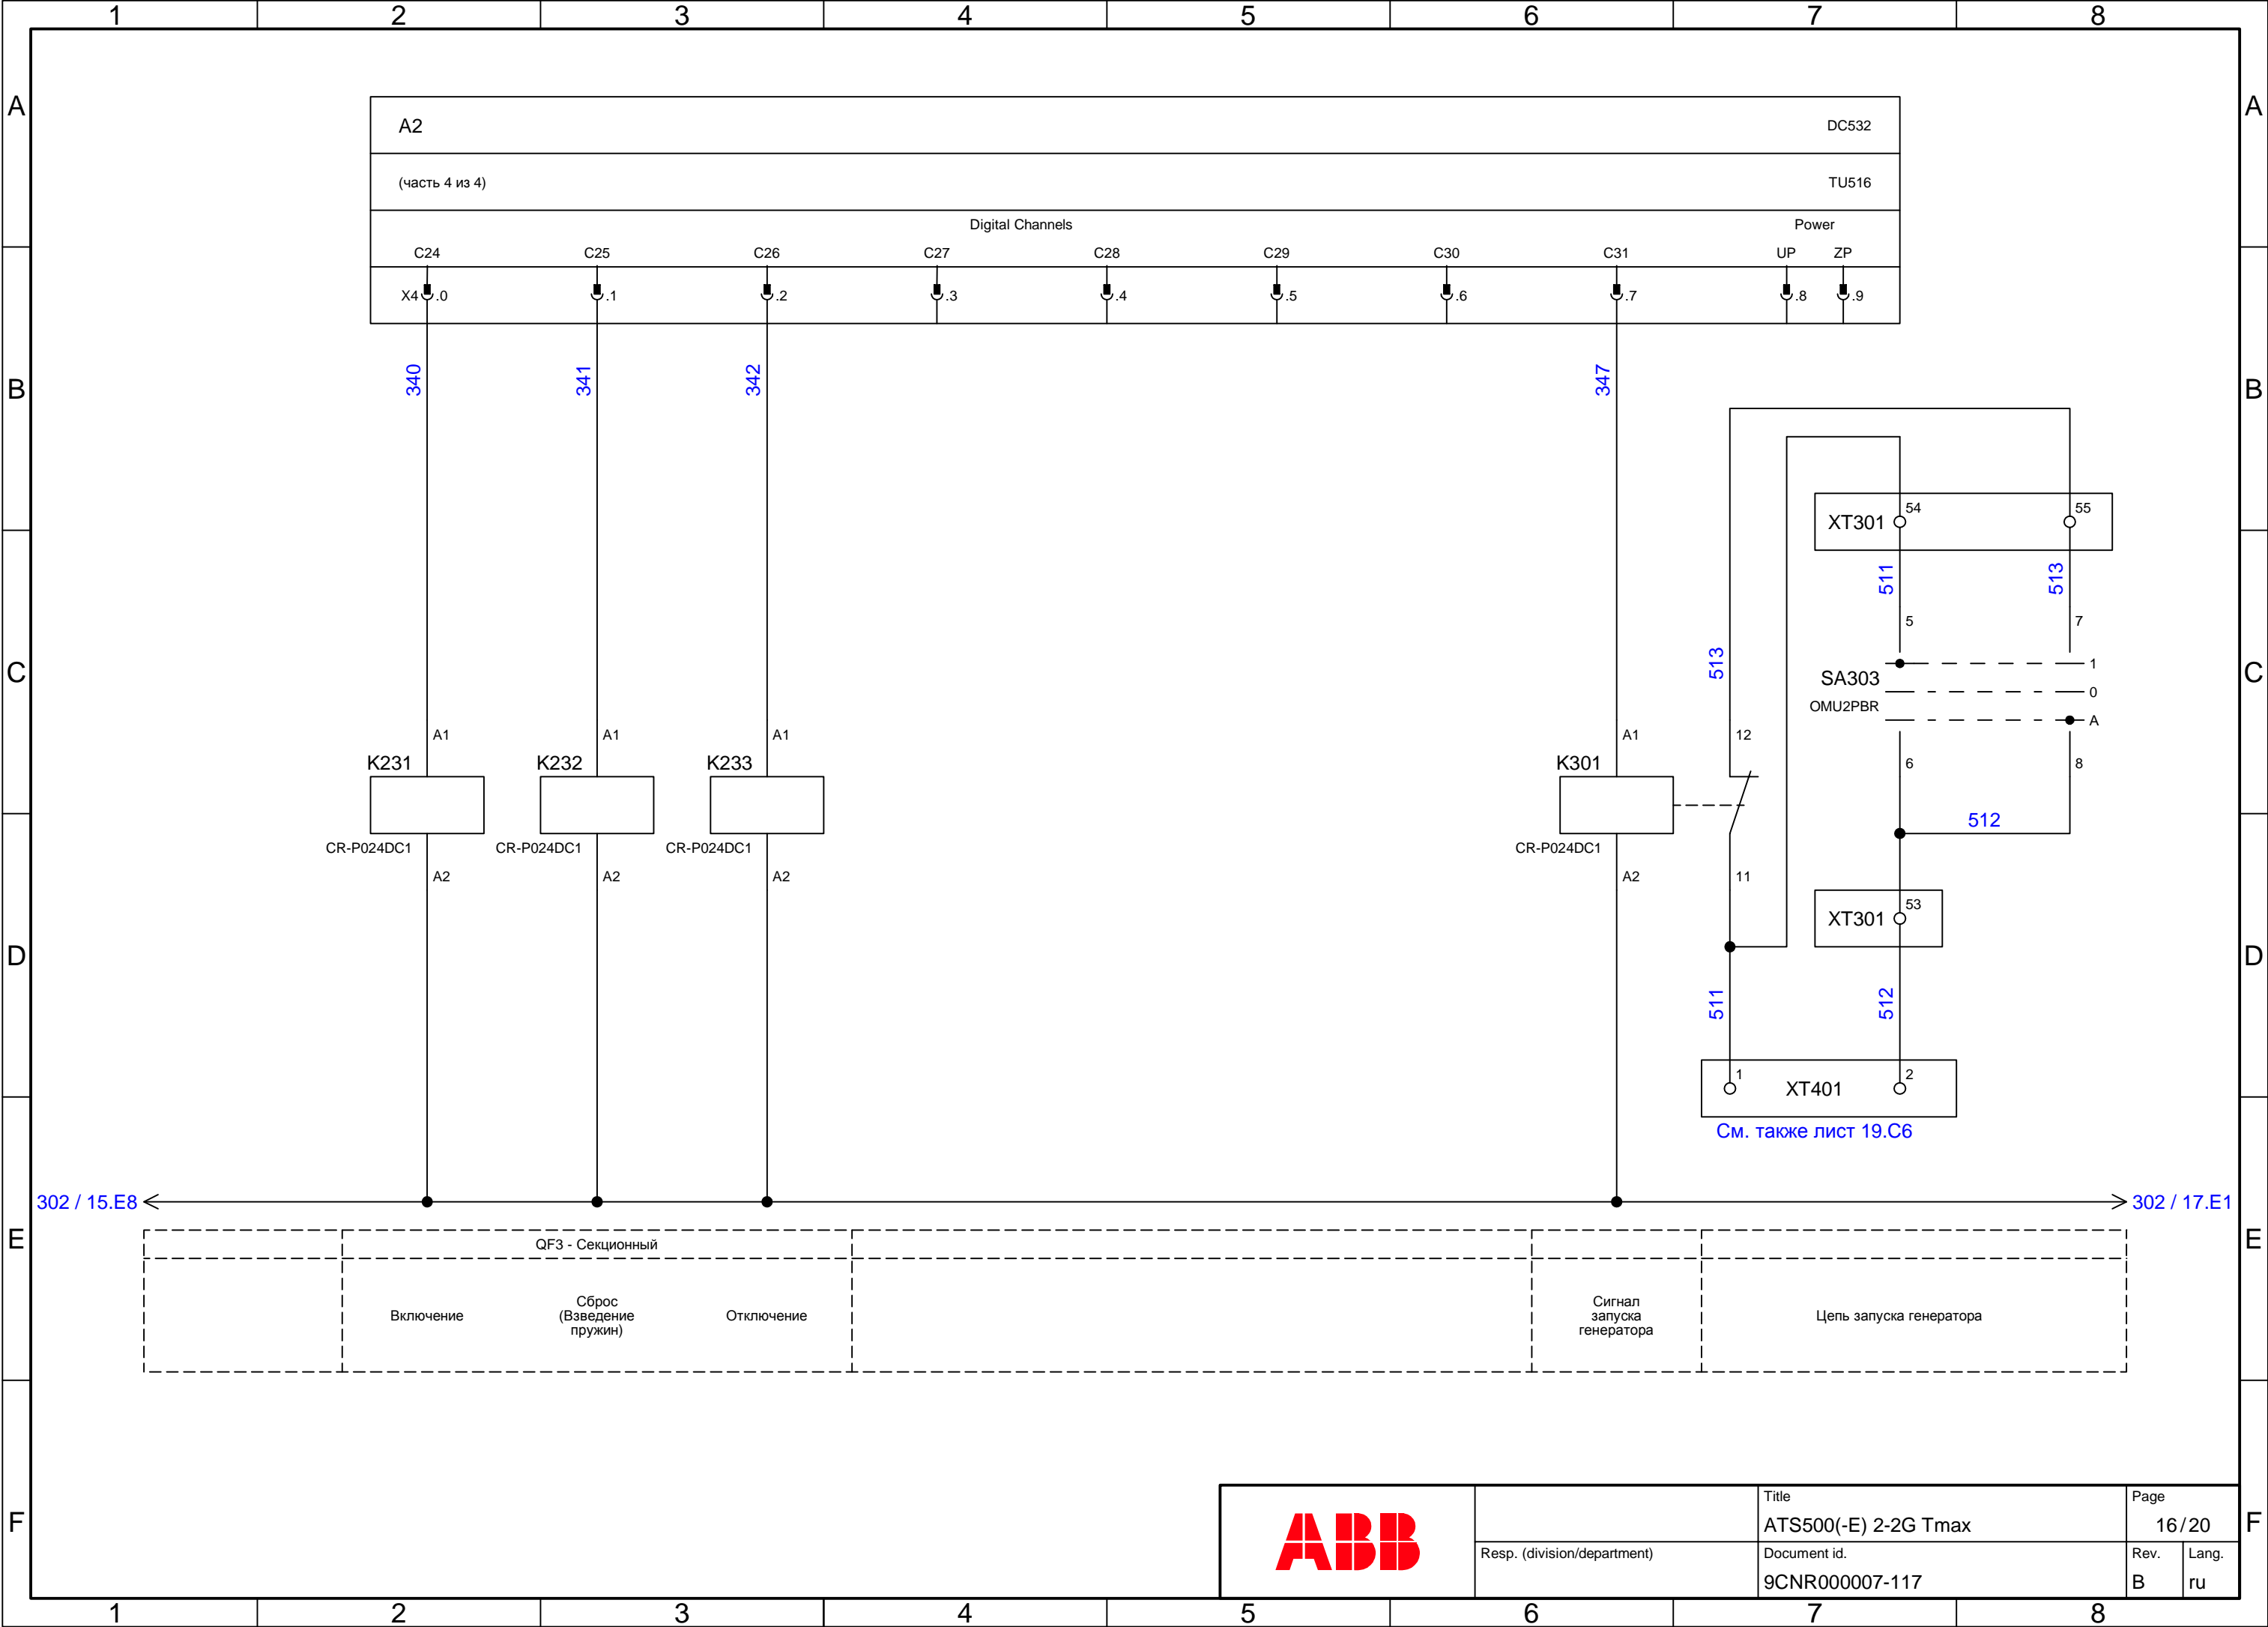 1 2 3 4 5 6 7 8
A A
A2 DC532
(часть 4 из 4) TU516
Digital Channels Power
C24 C25 C26 C27 C28 C29 C30 C31 UP ZP
X4 .0 .1 .2 .3 .4 .5 .6 .7 .8 .9
340 341 342 347
B B
XT301 54 55
511 513
5 7
1
C 513 SA303 C
0
OMU2PBR
A
A1 A1 A1 A1 12
K231 K232 K233 K301 6 8
512
CR-P024DC1 CR-P024DC1 CR-P024DC1 CR-P024DC1
A2 A2 A2 A2 11
XT301 53
D D
511 512
1 XT401 2
См. также лист 19.C6
302 / 15.E8 302 / 17.E1
E E
QF3 - Секционный
Включение
Сброс
(Взведение
пружин)
Отключение
Сигнал
запуска
генератора
Цепь запуска генератора
F F
ABB
Title
ATS500(-E) 2-2G Tmax
Page
16/20
Resp. (division/department)
Document id.
9CNR000007-117
Rev.
B
Lang.
ru
1 2 3 4 5 6 7 8